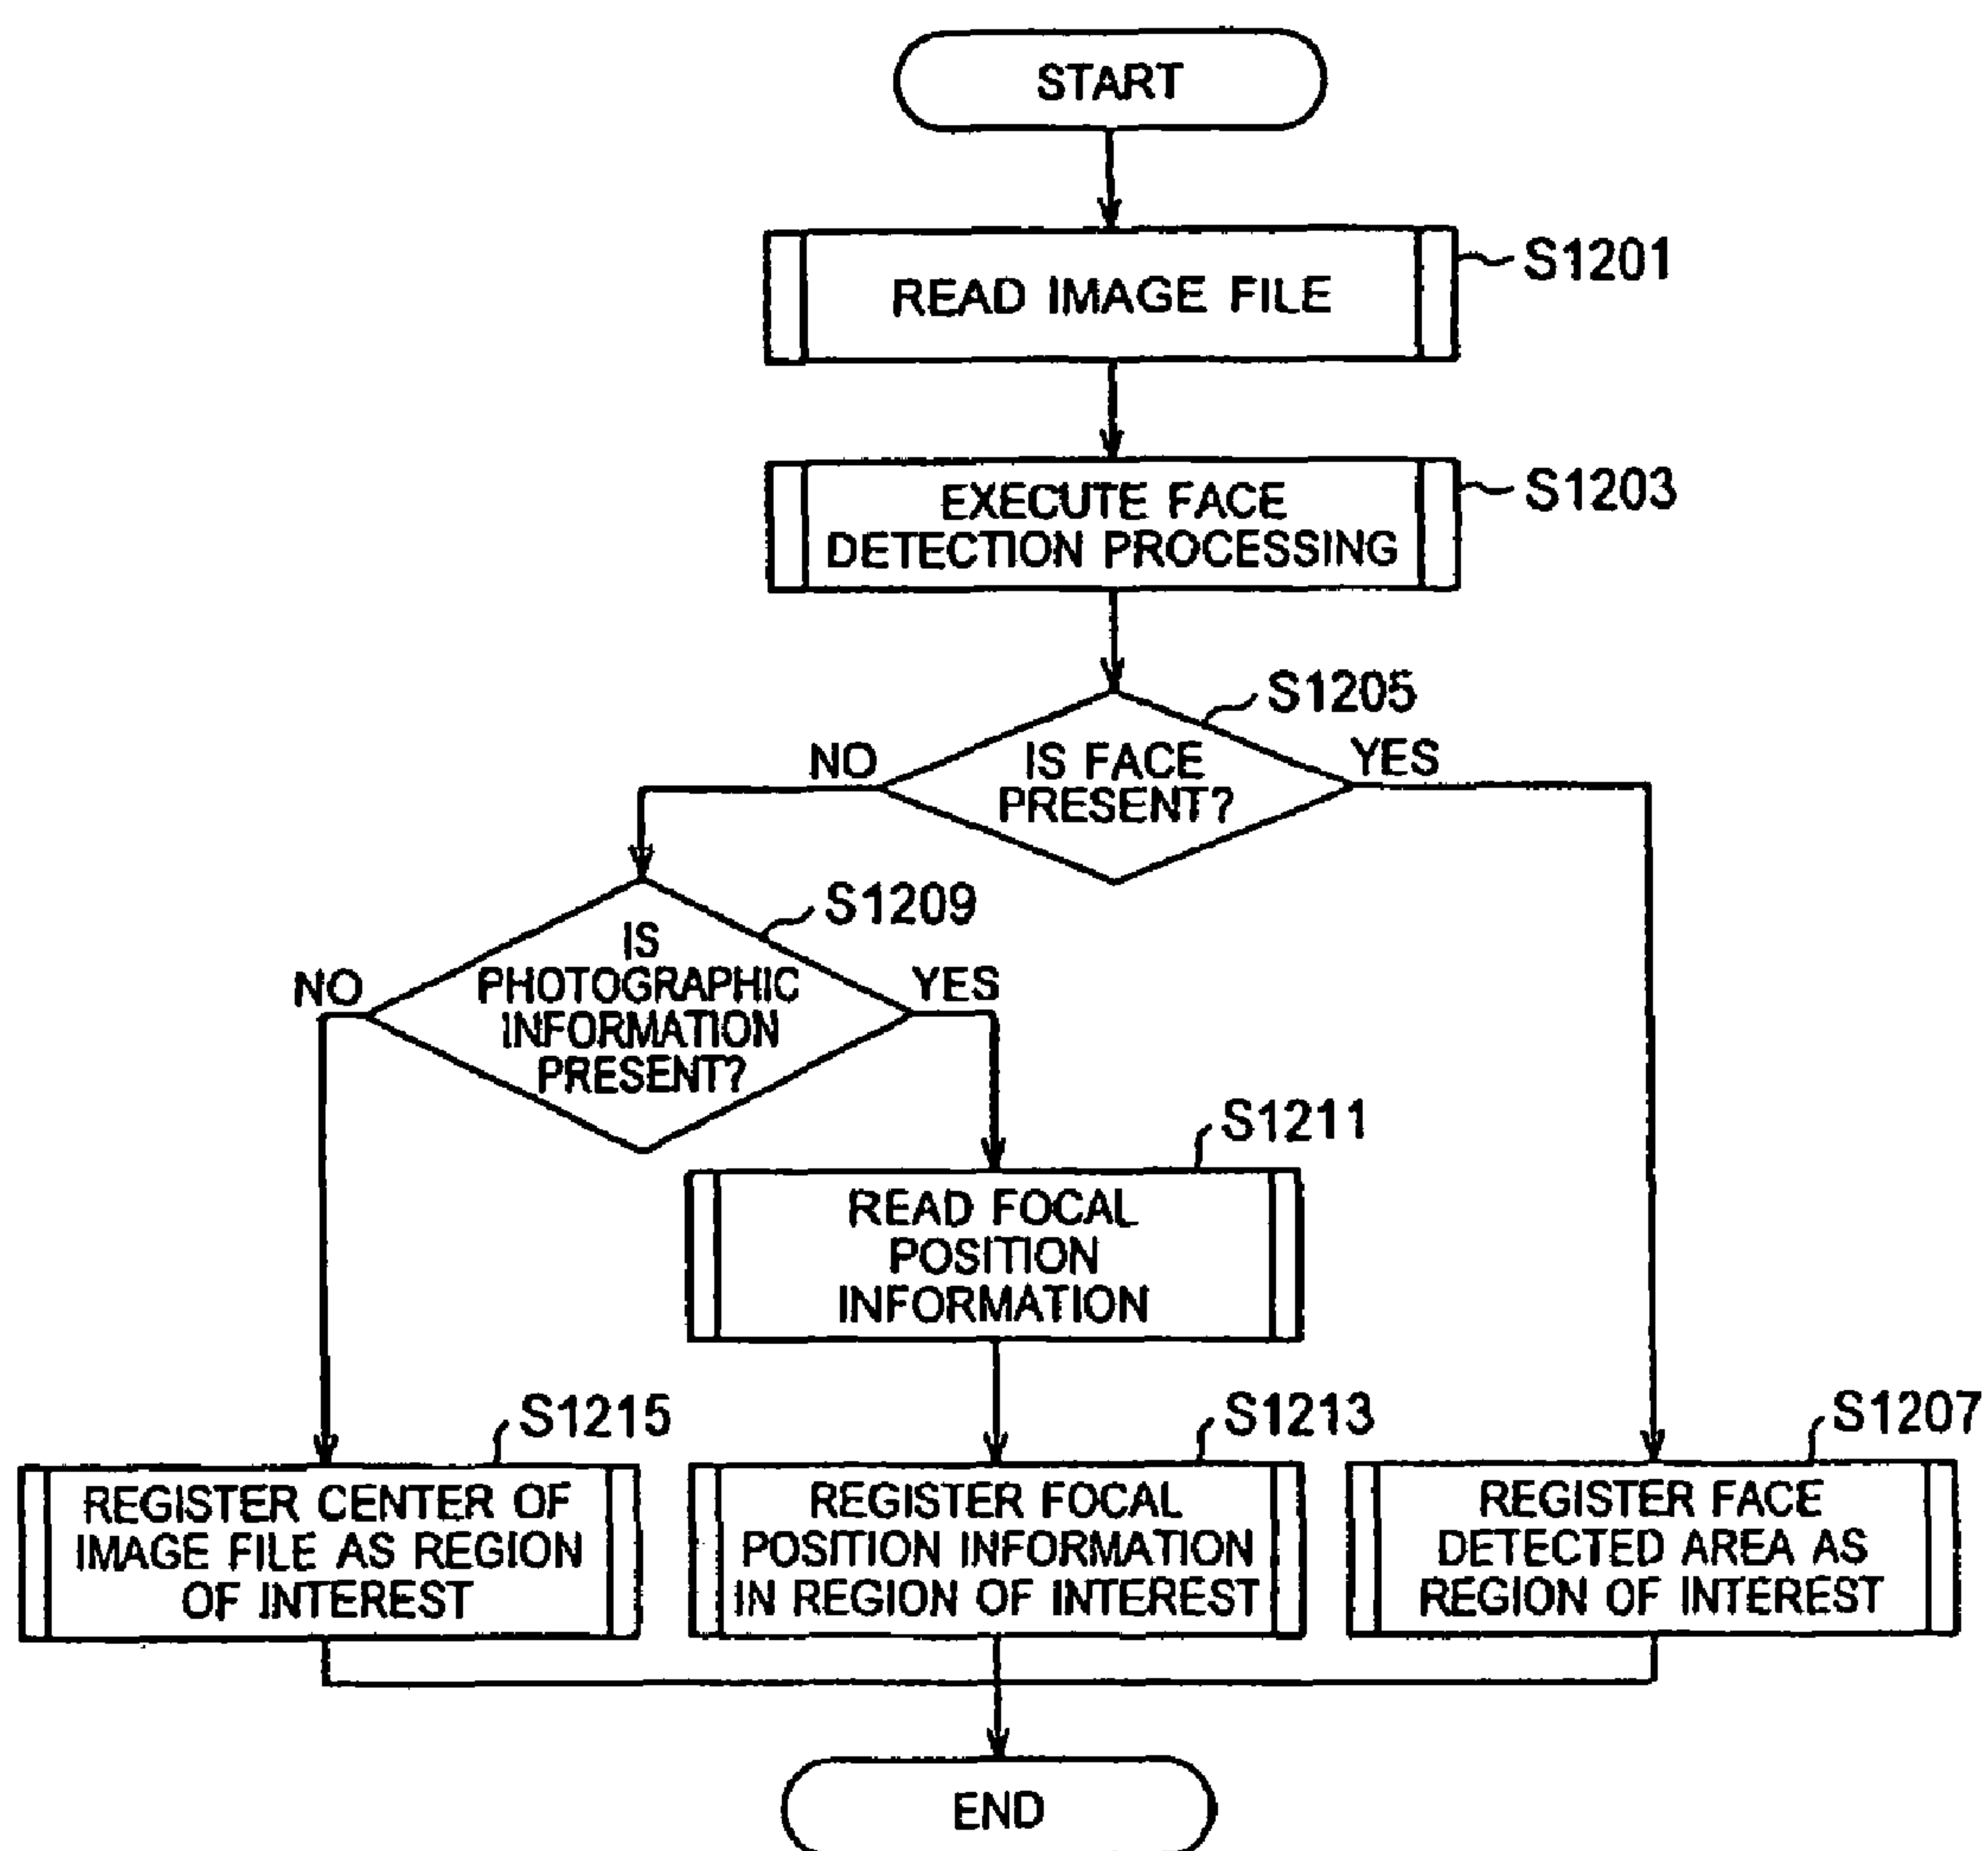 START
READ IMAGE FILE
S1201
EXECUTE FACE
DETECTION PROCESSING
S1203
S1205
IS FACE
PRESENT?
NO
YES
S1209
IS
PHOTOGRAPHIC
INFORMATION
PRESENT?
NO
YES
S1211
READ FOCAL
POSITION
INFORMATION
S1215
REGISTER CENTER OF
IMAGE FILE AS REGION
OF INTEREST
S1213
REGISTER FOCAL
POSITION INFORMATION
IN REGION OF INTEREST
S1207
REGISTER FACE
DETECTED AREA AS
REGION OF INTEREST
END